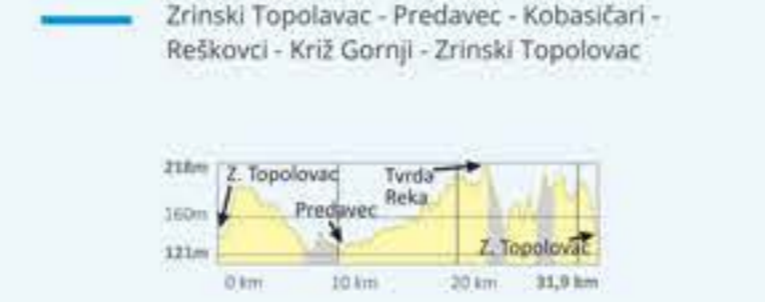 Zrinski Topolavac - Predavec - Kobasičari -
Reškovci - Križ Gornji - Zrinski Topolovac
218m
Z. Topolovac
Tvrda
Reka
160m
Predavec
Z. Topolovac
121m
0 km 10 km 20 km 31,9 km